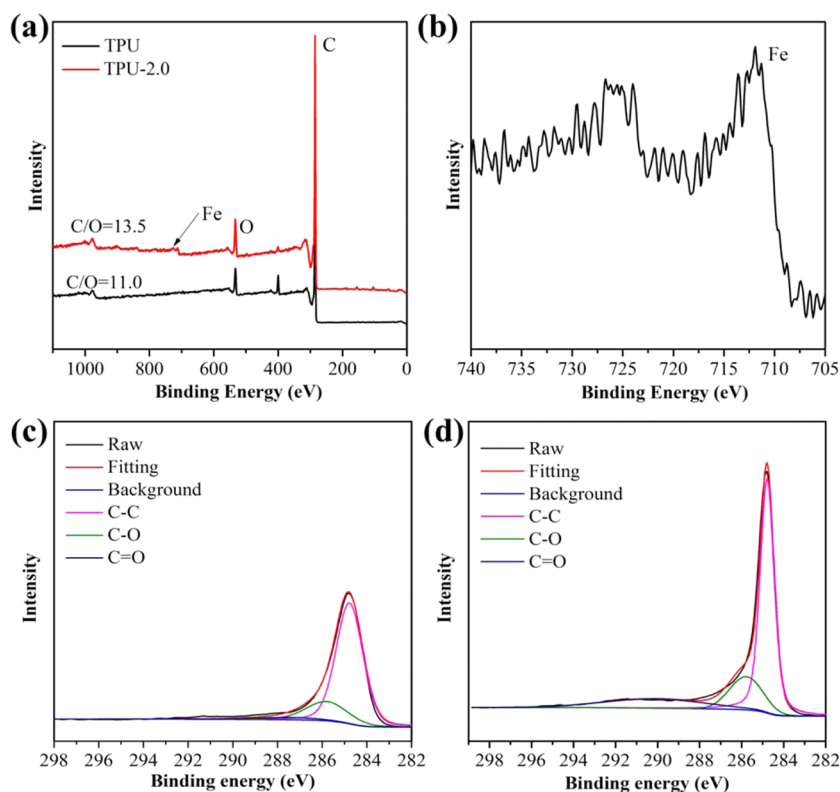 (a)
TPU
TPU-2.0
C
Fe
O
C/O=13.5
C/O=11.0
Intensity
1000 800 600 400 200 0
Binding Energy (eV)
(b)
Fe
Intensity
740 735 730 725 720 715 710 705
Binding Energy (eV)
(c)
Raw
Fitting
Background
C-C
C-O
C=O
Intensity
298 296 294 292 290 288 286 284 282
Binding energy (eV)
(d)
Raw
Fitting
Background
C-C
C-O
C=O
Intensity
298 296 294 292 290 288 286 284 282
Binding energy (eV)